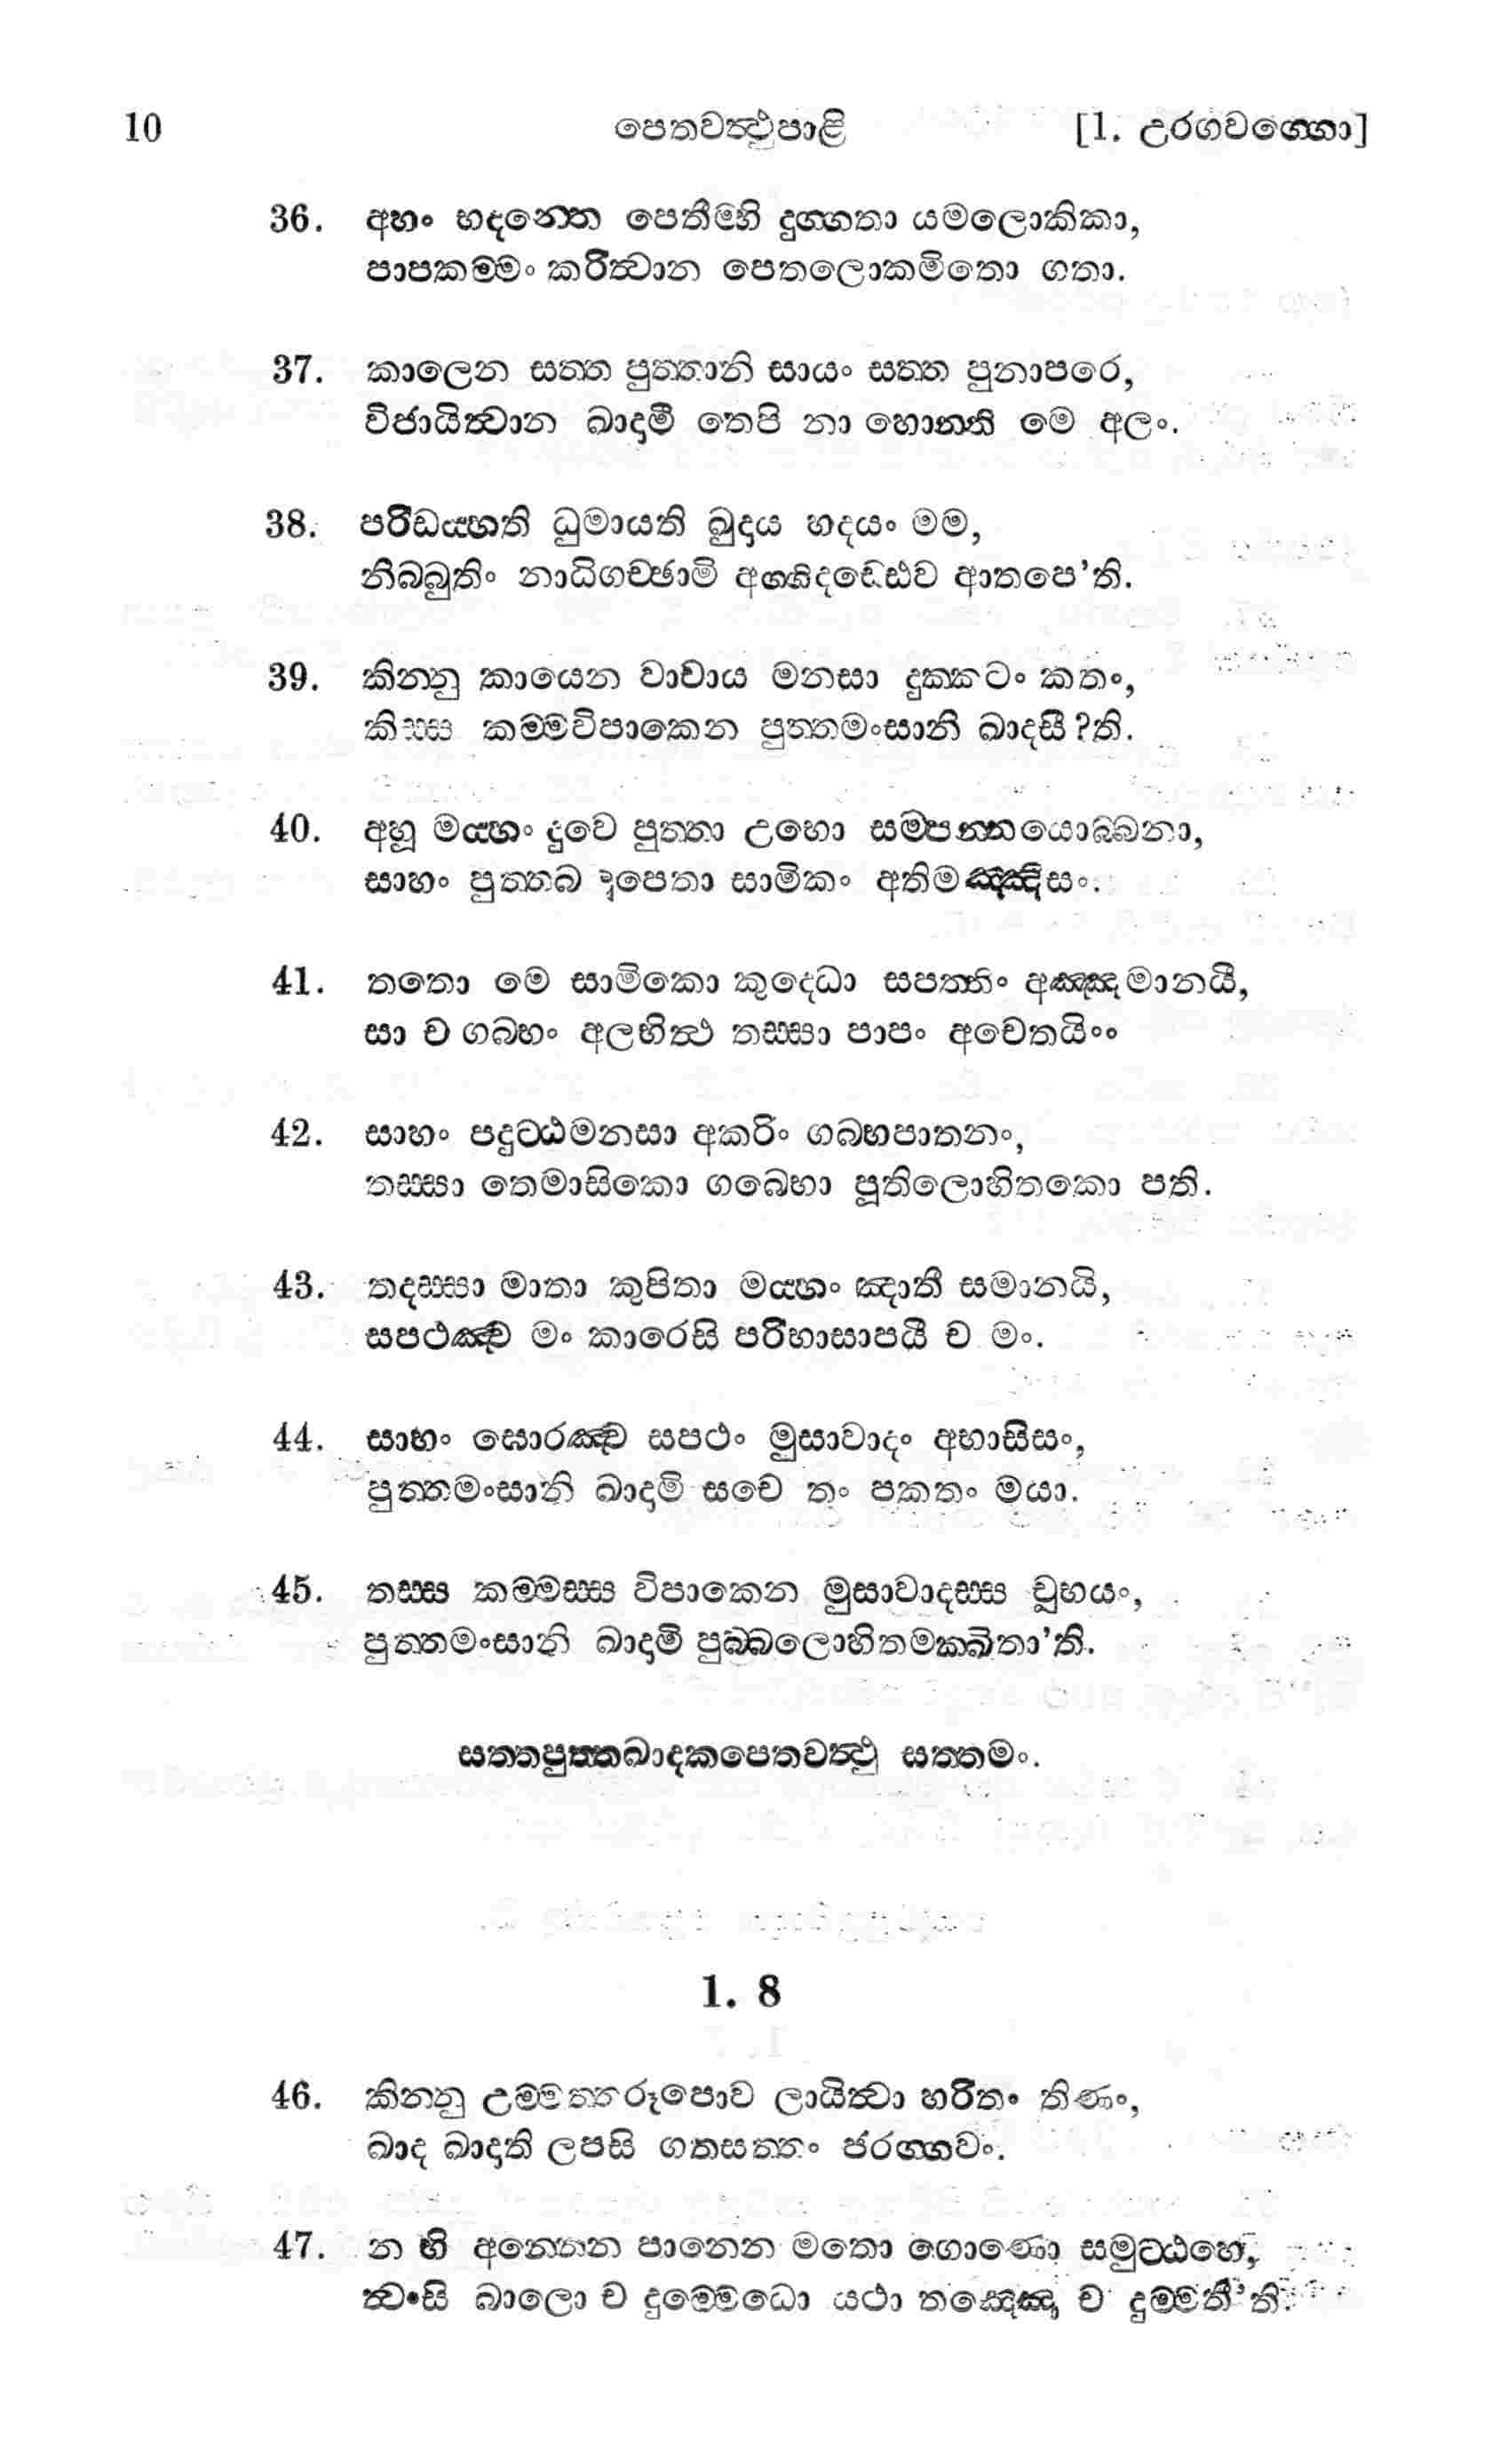 10 පෙතවත්ථුපාළි [1. උරගවග්ගො]
36. අහං භදන්තෙ පෙතීම්හි දුග්ගතා යමලොකිකා,
පාපකම්මං කරිත්වාන පෙතලොකමිතො ගතා.
37. කාලෙන සත්ත පුත්තානි සායං සත්ත පුනාපරෙ,
විජායිත්වාන ඛාදාමි තෙපි නා හොන්ති මෙ අලං.
38. පරිඩය්හති ධුමායති ඛුදාය හදයං මම,
නිබ්බුතිං නාධිගච්ඡාමි අග්ගිදඩ්ඪෙව ආතපෙ'ති.
39. කින්නු කායෙන වාචාය මනසා දුක්කටං කතං,
කිස්ස කම්මවිපාකෙන පුත්තමංසානි ඛාදසී?ති.
40. අහූ මය්හං දුවෙ පුත්තා උභො සම්පන්නයොබ්බනා,
සාහං පුත්තබලූපෙතා සාමිකං අතිමඤ්ඤිසං.
41. තතො මෙ සාමිකො කුද්ධො සපත්තිං අඤ්ඤමානයී,
සා ච ගබ්භං අලභිත්ථ තස්සා පාපං අචෙතයිං
42. සාහං පදුට්ඨමනසා අකරිං ගබ්භපාතනං,
තස්සා තෙමාසිකො ගබ්භො පූතිලොහිතකො පති.
43. තදස්සා මාතා කුපිතා මය්හං ඤාතී සමානයි,
සපථඤ්ච මං කාරෙසි පරිභාසාපයී ච මං.
44. සාහං ඝොරඤ්ච සපථං මුසාවාදං අභාසිසං,
පුත්තමංසානි ඛාදාමි සචෙ තං පකතං මයා.
45. තස්ස කම්මස්ස විපාකෙන මුසාවාදස්ස චූභයං,
පුත්තමංසානි ඛාදාමි පුබ්බලොහිතමක්ඛිතා'ති.
සත්තපුත්තඛාදකපෙතවත්ථු සත්තමං.
1. 8
46. කින්නු උම්මත්තරූපොව ලායිත්වා හරිතං තිණං,
ඛාද ඛාදාති ලපසි ගතසත්තං ජරග්ගවං.
47. න හි අන්නෙන පානෙන මතො ගොණො සමුට්ඨහෙ,
ත්වංසි බාලො ච දුම්මෙධො යථා තඤ්ඤො ච දුම්මතී'ති.